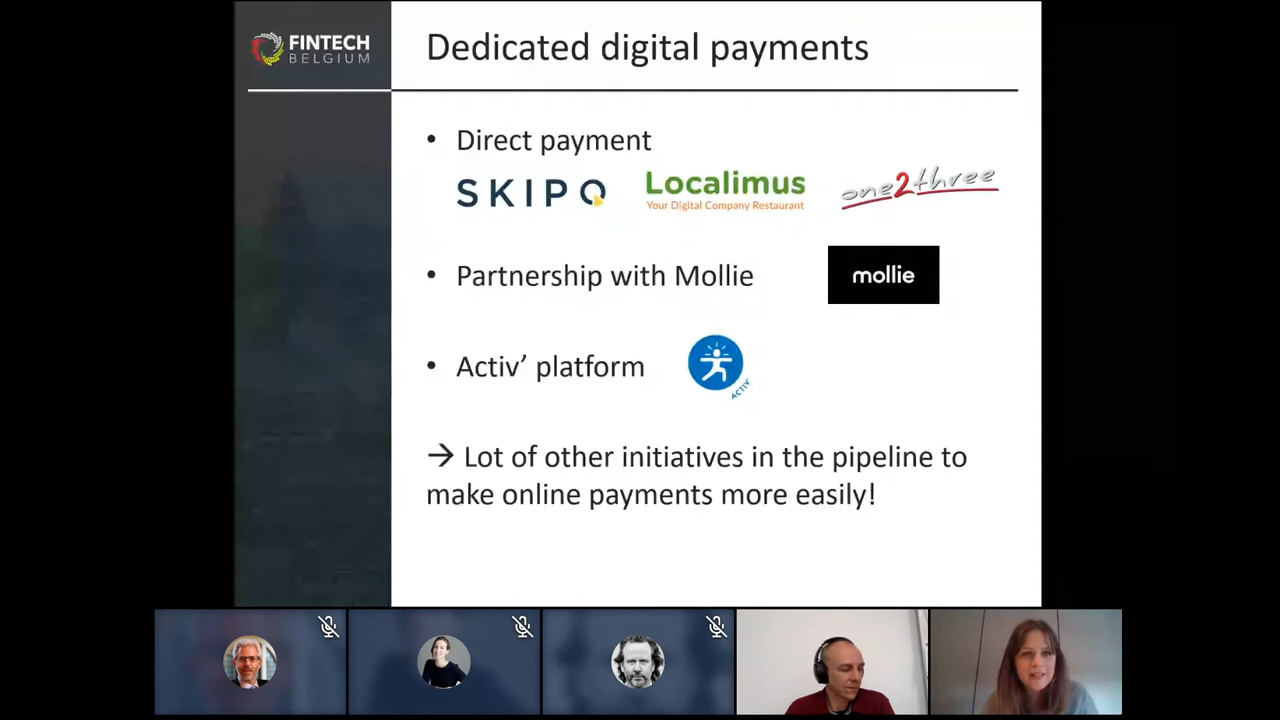 FINTECH
BELGIUM
Dedicated digital payments
• Direct payment
SKIPQ
Localimus
Your Digital Company Restaurant
one2three
• Partnership with Mollie
mollie
• Activ’ platform
ACTIV'
→ Lot of other initiatives in the pipeline to
make online payments more easily!